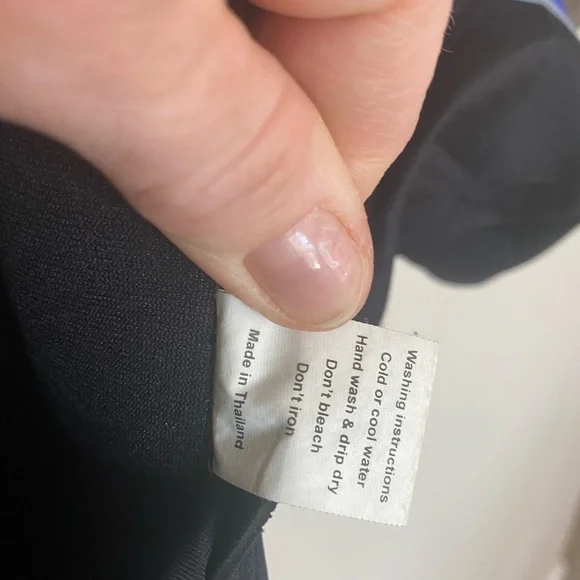 Washing instructions
Cold or cool water
Hand wash & drip dry
Don't bleach
Don't iron
Made in Thailand